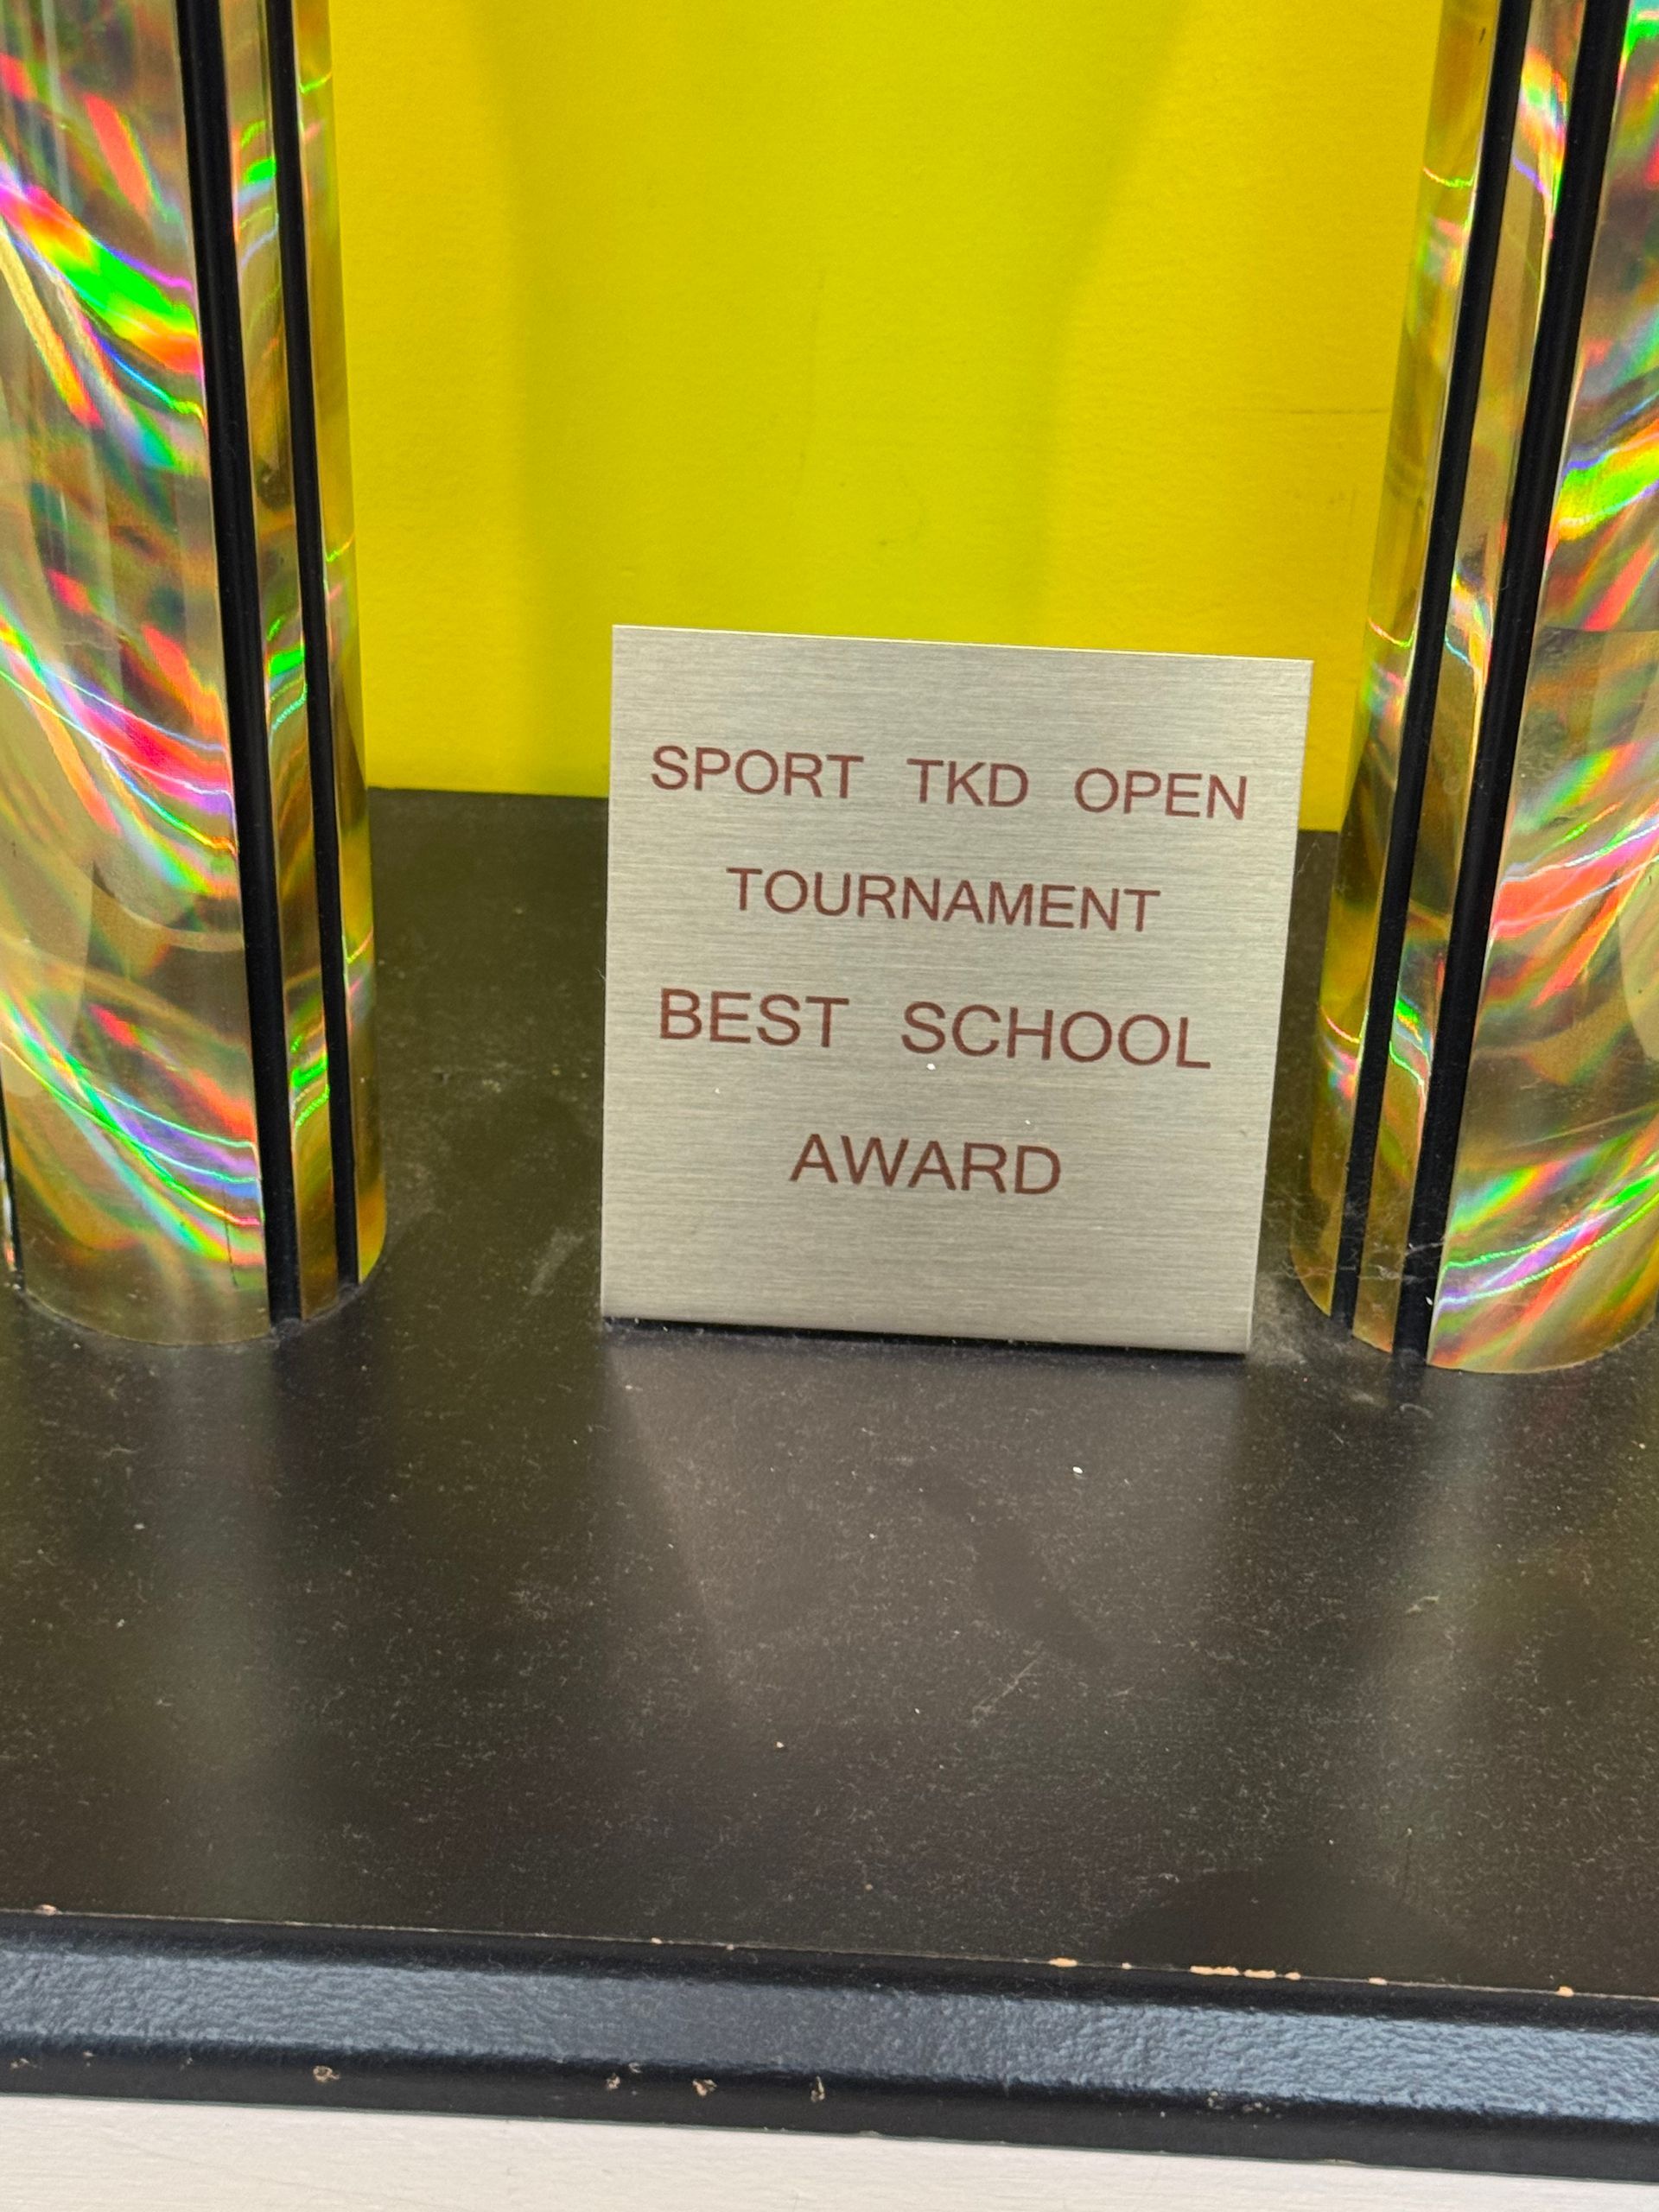 SPORT TKD OPEN
TOURNAMENT
BEST SCHOOL
AWARD